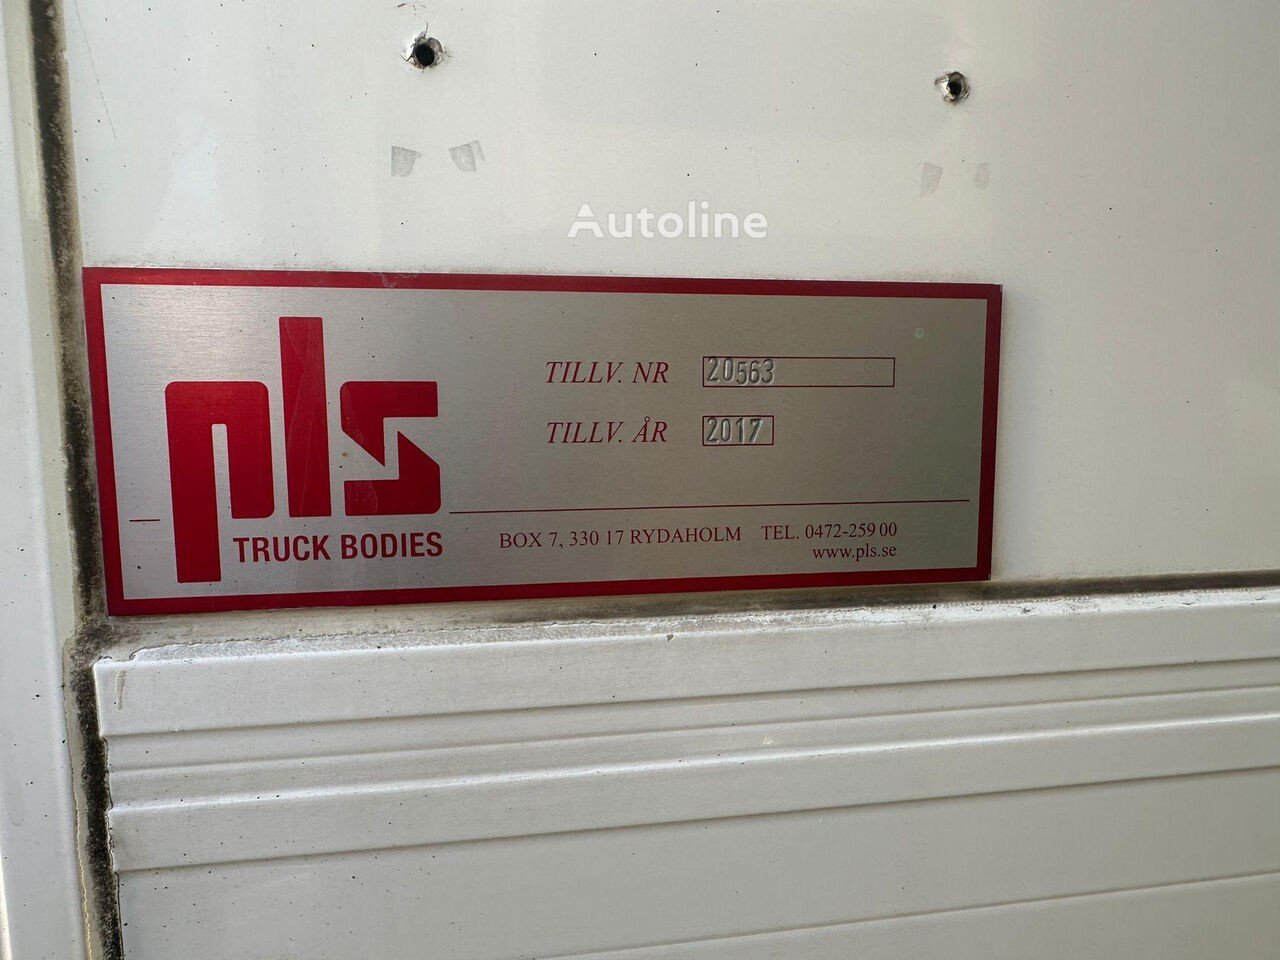 Autoline
pls
TRUCK BODIES
TILLV. NR 20563
TILLV. ÅR 2017
BOX 7, 330 17 RYDAHOLM TEL. 0472-259 00
www.pls.se